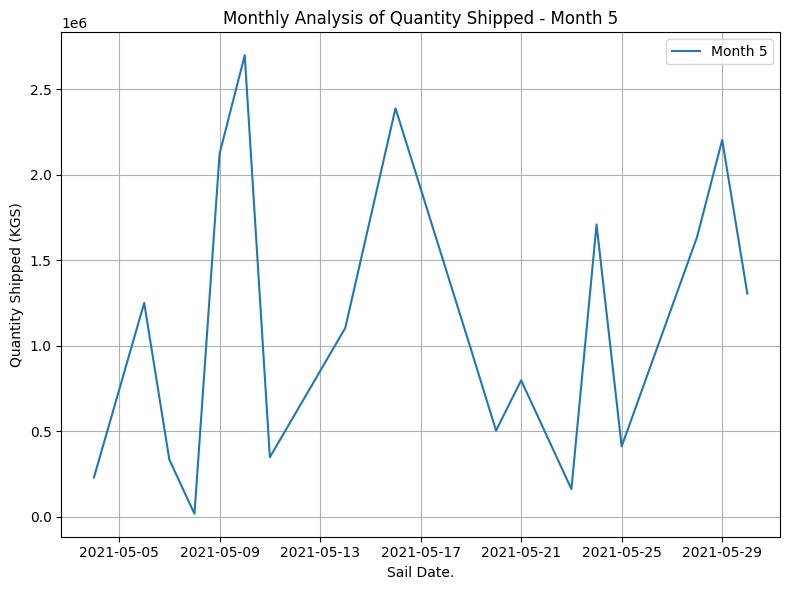 Monthly Analysis of Quantity Shipped - Month 5
1e6
Month 5
2.5
2.0
1.5
1.0
0.5
0.0
Quantity Shipped (KGS)
2021-05-05 2021-05-09 2021-05-13 2021-05-17 2021-05-21 2021-05-25 2021-05-29
Sail Date.